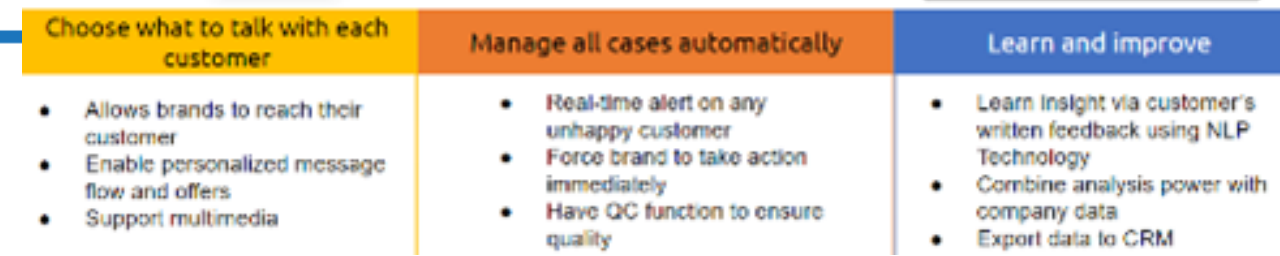 Choose what to talk with each
customer
• Allows brands to reach their
customer
• Enable personalized message
flow and offers
• Support multimedia
Manage all cases automatically
• Real-time alert on any
unhappy customer
• Force brand to take action
immediately
• Have QC function to ensure
quality
Learn and improve
• Learn Insight via customer's
written feedback using NLP
Technology
• Combine analysis power with
company data
• Export data to CRM